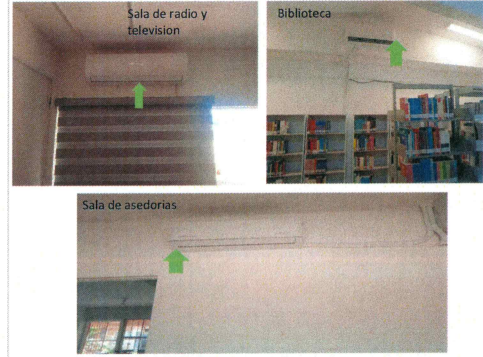 Sala de radio y
television
Biblioteca
Sala de asedorias